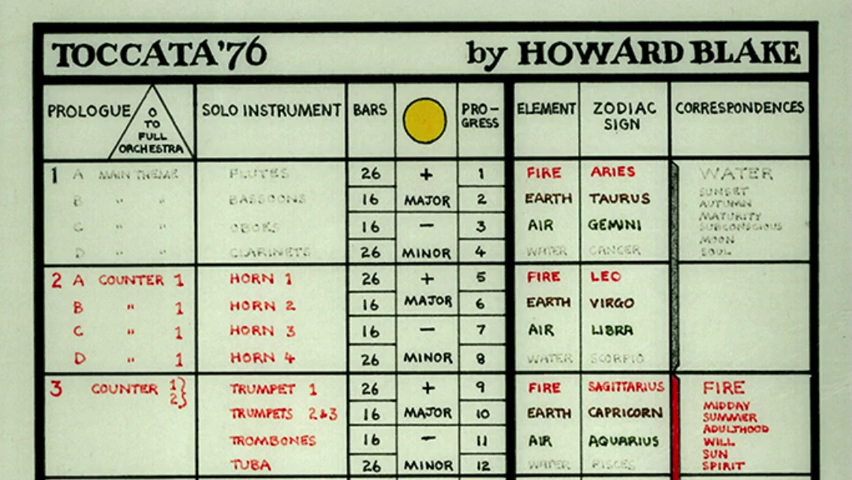 TOCCATA'76 by HOWARD BLAKE
PROLOGUE 0 TO FULL ORCHESTRA SOLO INSTRUMENT BARS PRO-GRESS ELEMENT ZODIAC SIGN CORRESPONDENCES
1 A MAIN THEME FLUTES 26 + 1 FIRE ARIES WATER
B " " BASSOONS 16 MAJOR 2 EARTH TAURUS SUNSET AUTUMN
C " " OBOES 16 − 3 AIR GEMINI MATURITY SUBCONSCIOUS
D " " CLARINETS 26 MINOR 4 WATER CANCER MOON SOUL
2 A COUNTER 1 HORN 1 26 + 5 FIRE LEO
B " 1 HORN 2 16 MAJOR 6 EARTH VIRGO
C " 1 HORN 3 16 − 7 AIR LIBRA
D " 1 HORN 4 26 MINOR 8 WATER SCORPIO
3 COUNTER 1 2} TRUMPET 1 26 + 9 FIRE SAGITTARIUS FIRE
TRUMPETS 2&3 16 MAJOR 10 EARTH CAPRICORN MIDDAY SUMMER ADULTHOOD
TROMBONES 16 − 11 AIR AQUARIUS WILL SUN
TUBA 26 MINOR 12 WATER PISCES SPIRIT